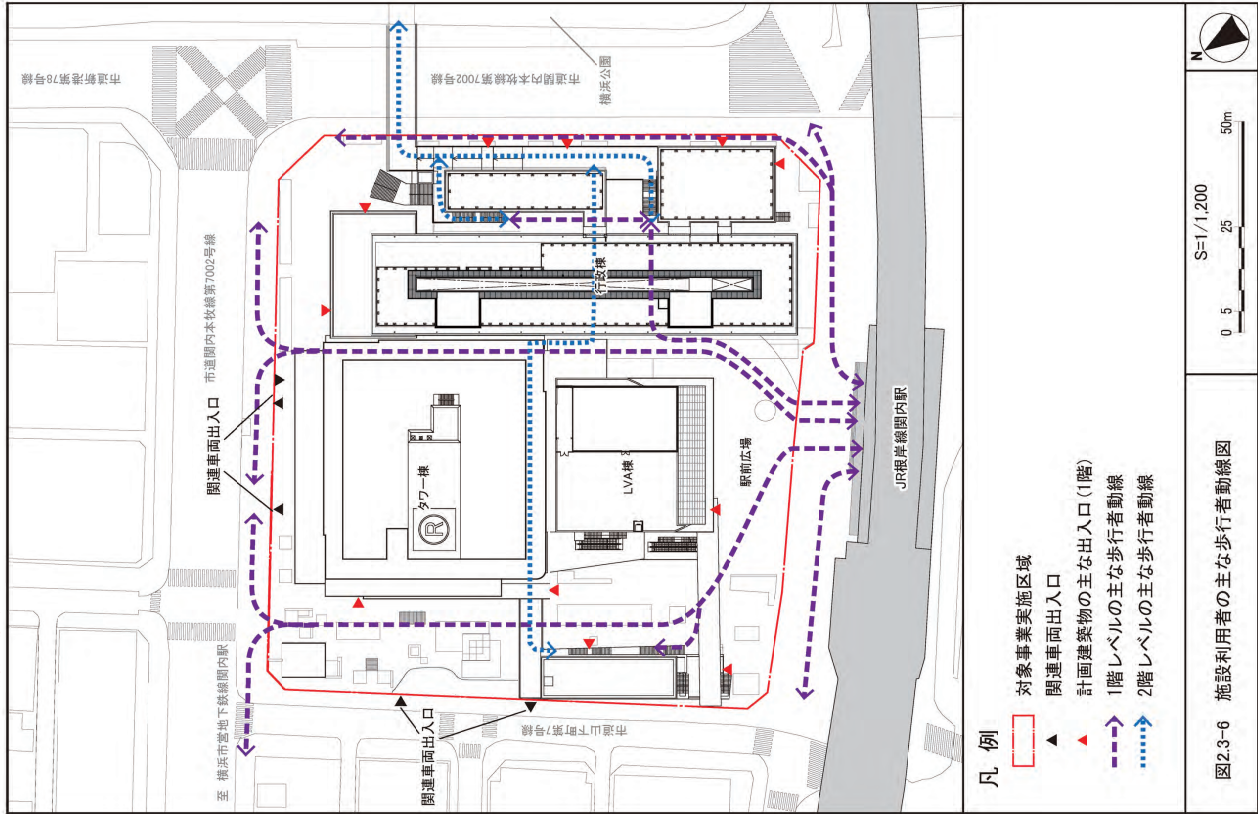 市道新港第78号線
市道関内本牧線第7002号線
横浜公園
市道関内本牧線第7002号線
関連車両出入口
至 横浜市営地下鉄線関内駅
関連車両出入口
市道山下町第7号線
行政棟
タワー棟
R
LVA棟
駅前広場
JR根岸線関内駅
凡 例
対象事業実施区域
関連車両出入口
計画建築物の主な出入口(1階)
1階レベルの主な歩行者動線
2階レベルの主な歩行者動線
図2.3-6 施設利用者の主な歩行者動線図
S=1/1,200
0 5 25 50m
N